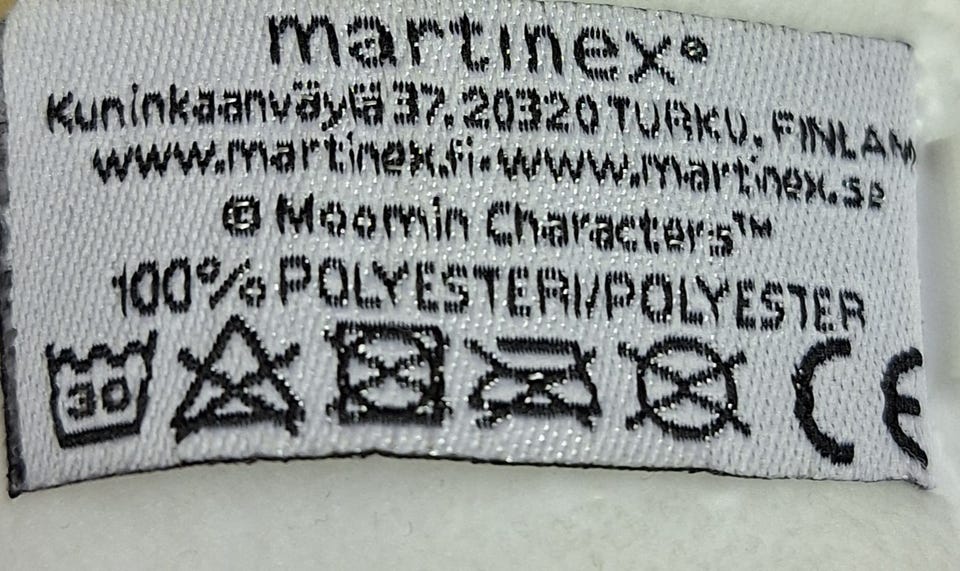 martinex®
Kuninkaanväylä 37, 20320 TURKU, FINLAN
www.martinex.fi • www.martinex.se
© Moomin Characters™
100% POLYESTERI/POLYESTER
30 CE